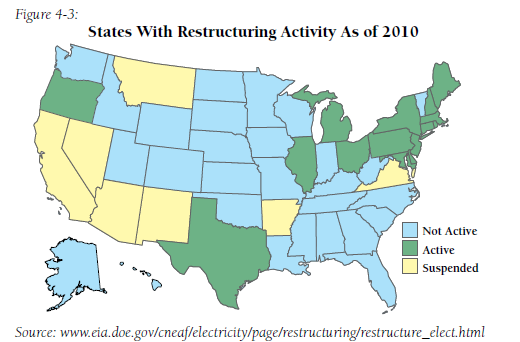 Figure 4-3:
States With Restructuring Activity As of 2010
Not Active
Active
Suspended
Source: www.eia.doe.gov/cneaf/electricity/page/restructuring/restructure_elect.html